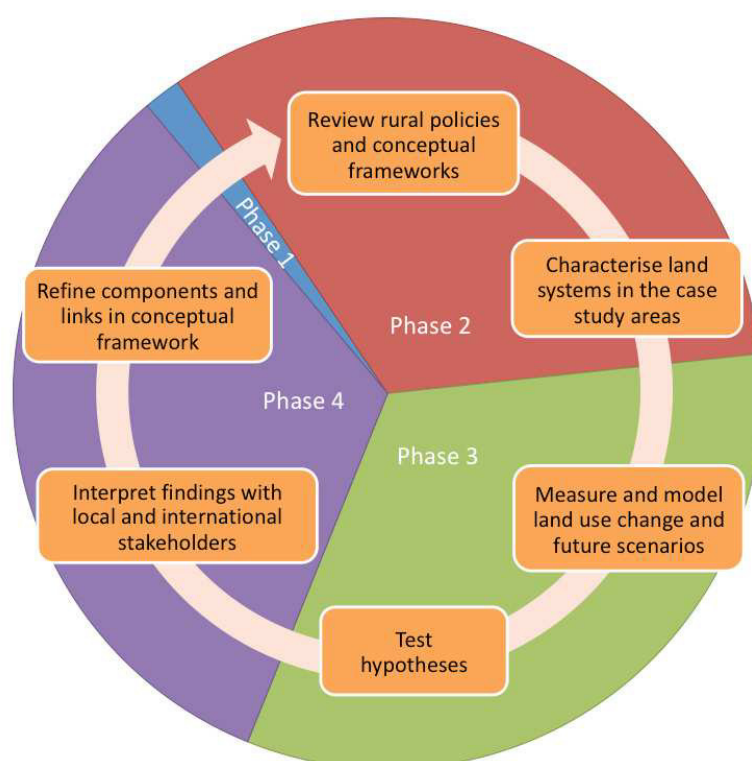 Review rural policies
and conceptual
frameworks
Phase 1
Characterise land
systems in the case
study areas
Refine components and
links in conceptual
framework
Phase 2
Phase 4
Phase 3
Interpret findings with
local and international
stakeholders
Measure and model
land use change and
future scenarios
Test
hypotheses